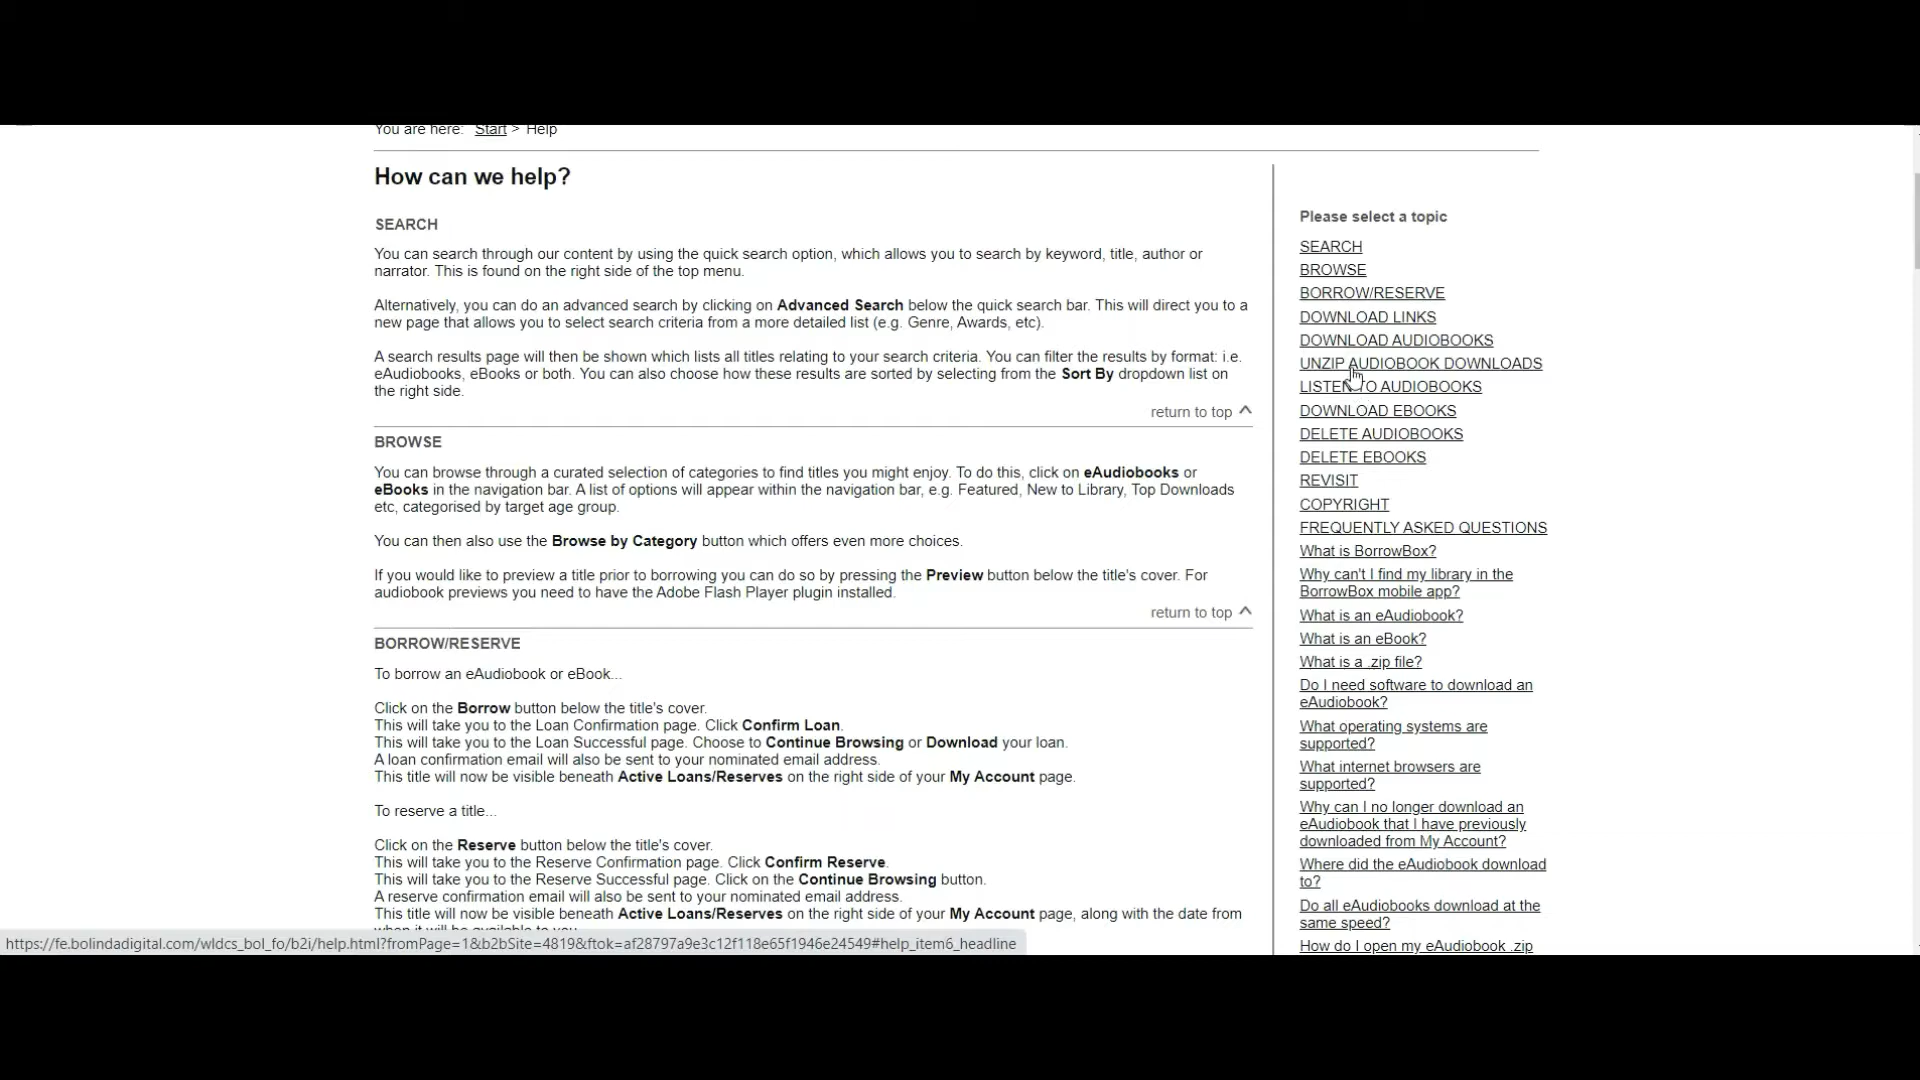 You are here: Start > Help
How can we help?
SEARCH
You can search through our content by using the quick search option, which allows you to search by keyword, title, author or
narrator. This is found on the right side of the top menu.
Alternatively, you can do an advanced search by clicking on Advanced Search below the quick search bar. This will direct you to a
new page that allows you to select search criteria from a more detailed list (e.g. Genre, Awards, etc).
A search results page will then be shown which lists all titles relating to your search criteria. You can filter the results by format: i.e.
eAudiobooks, eBooks or both. You can also choose how these results are sorted by selecting from the Sort By dropdown list on
the right side.
return to top
BROWSE
You can browse through a curated selection of categories to find titles you might enjoy. To do this, click on eAudiobooks or
eBooks in the navigation bar. A list of options will appear within the navigation bar, e.g. Featured, New to Library, Top Downloads
etc, categorised by target age group.
You can then also use the Browse by Category button which offers even more choices.
If you would like to preview a title prior to borrowing you can do so by pressing the Preview button below the title's cover. For
audiobook previews you need to have the Adobe Flash Player plugin installed.
return to top
BORROW/RESERVE
To borrow an eAudiobook or eBook...
Click on the Borrow button below the title's cover.
This will take you to the Loan Confirmation page. Click Confirm Loan.
This will take you to the Loan Successful page. Choose to Continue Browsing or Download your loan.
A loan confirmation email will also be sent to your nominated email address.
This title will now be visible beneath Active Loans/Reserves on the right side of your My Account page.
To reserve a title...
Click on the Reserve button below the title's cover.
This will take you to the Reserve Confirmation page. Click Confirm Reserve.
This will take you to the Reserve Successful page. Click on the Continue Browsing button.
A reserve confirmation email will also be sent to your nominated email address.
This title will now be visible beneath Active Loans/Reserves on the right side of your My Account page, along with the date from
when it will be available to you
https://fe.bolindadigital.com/wldcs_bol_fo/b2i/help.html?fromPage=1&b2bSite=4819&ftok=af28797a9e3c12f118e65f1946e24549#help_item6_headline
Please select a topic
SEARCH
BROWSE
BORROW/RESERVE
DOWNLOAD LINKS
DOWNLOAD AUDIOBOOKS
UNZIP AUDIOBOOK DOWNLOADS
LISTEN TO AUDIOBOOKS
DOWNLOAD EBOOKS
DELETE AUDIOBOOKS
DELETE EBOOKS
REVISIT
COPYRIGHT
FREQUENTLY ASKED QUESTIONS
What is BorrowBox?
Why can't I find my library in the
BorrowBox mobile app?
What is an eAudiobook?
What is an eBook?
What is a .zip file?
Do I need software to download an
eAudiobook?
What operating systems are
supported?
What internet browsers are
supported?
Why can I no longer download an
eAudiobook that I have previously
downloaded from My Account?
Where did the eAudiobook download
to?
Do all eAudiobooks download at the
same speed?
How do I open my eAudiobook .zip